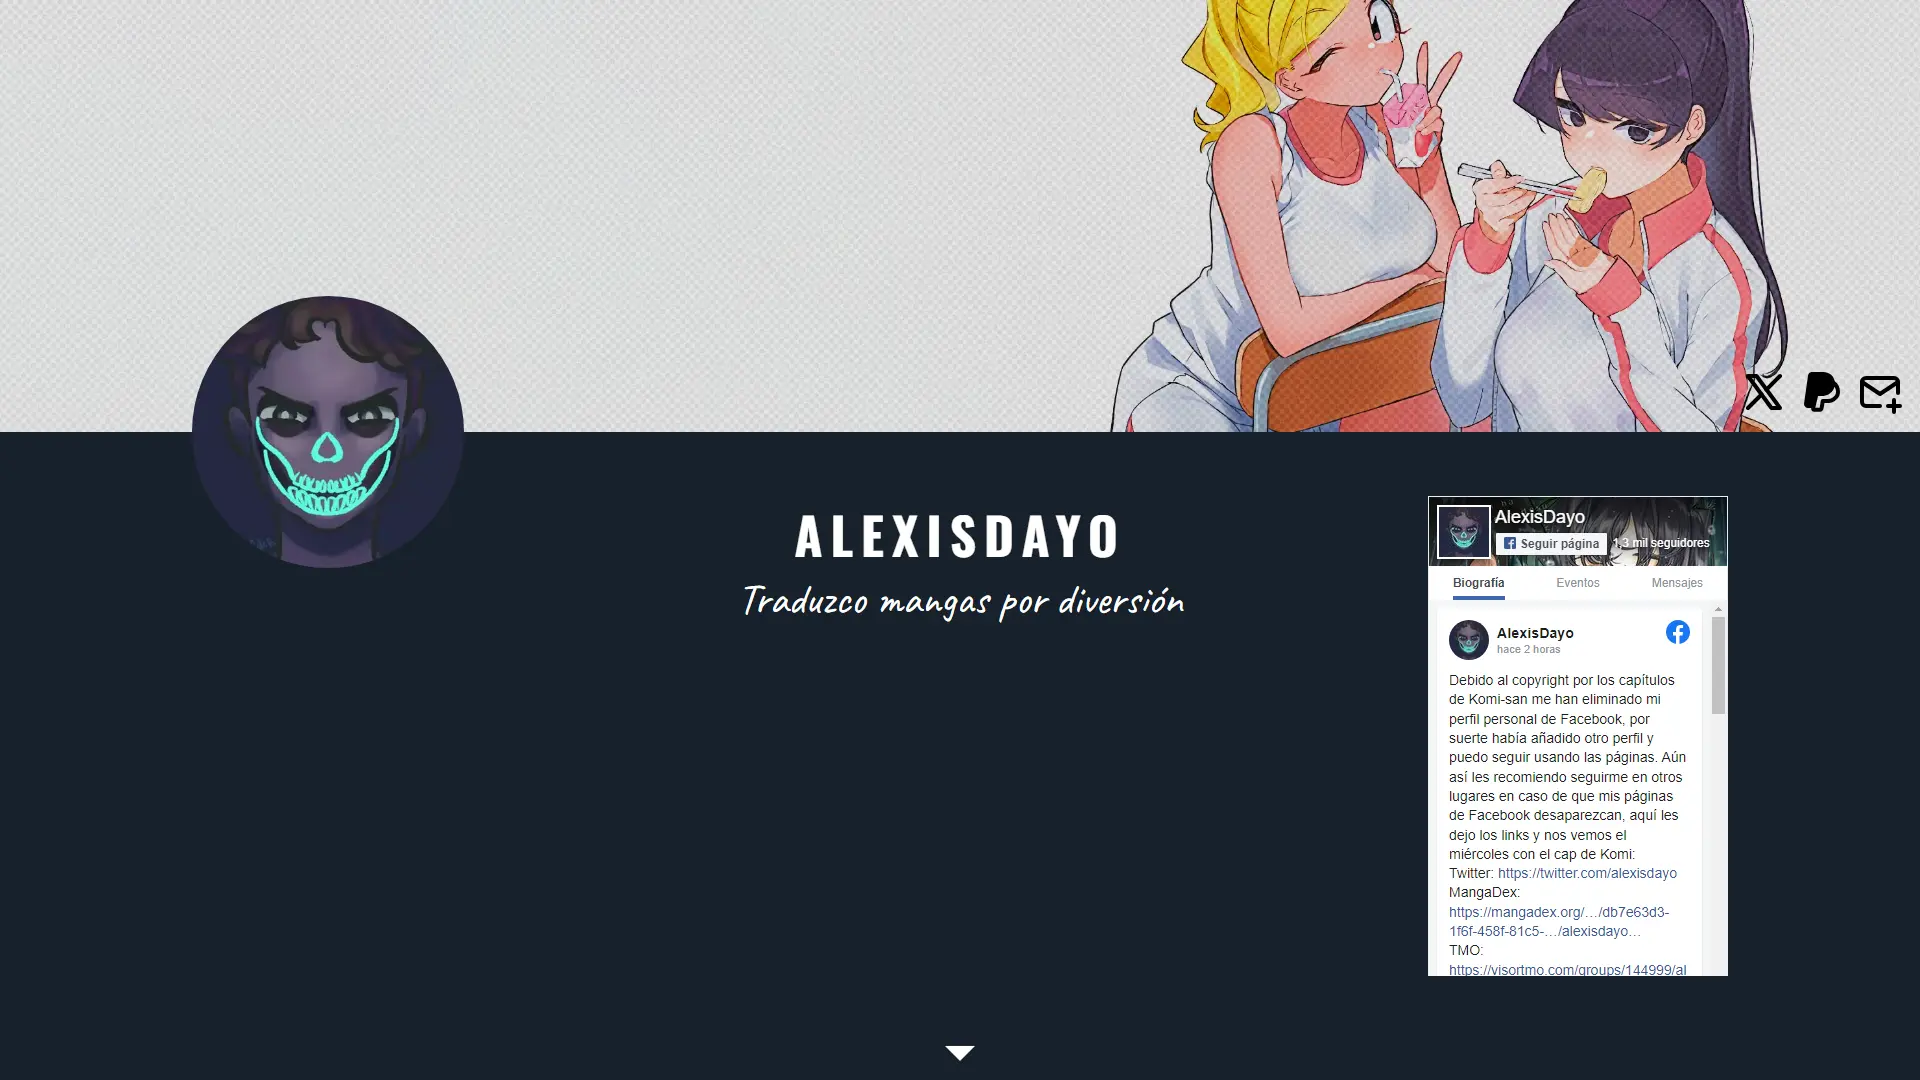 ALEXISDAYO
Traduzco mangas por diversión
AlexisDayo
Seguir página
1,3 mil seguidores
Biografía
Eventos
Mensajes
AlexisDayo
hace 2 horas
Debido al copyright por los capítulos
de Komi-san me han eliminado mi
perfil personal de Facebook, por
suerte había añadido otro perfil y
puedo seguir usando las páginas. Aún
así les recomiendo seguirme en otros
lugares en caso de que mis páginas
de Facebook desaparezcan, aquí les
dejo los links y nos vemos el
miércoles con el cap de Komi:
Twitter: https://twitter.com/alexisdayo
MangaDex:
https://mangadex.org/…/db7e63d3-
1f6f-458f-81c5-…/alexisdayo…
TMO:
https://visortmo.com/groups/144999/al